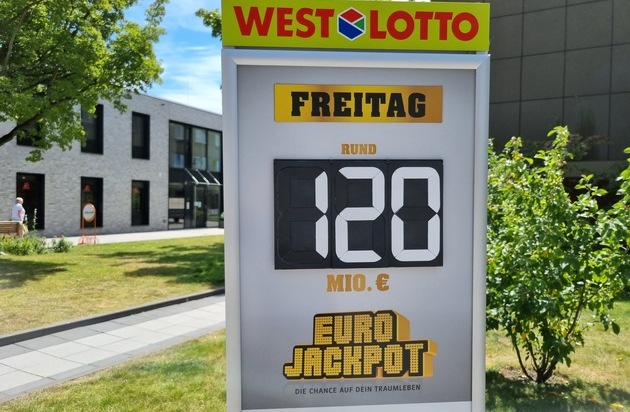 WEST LOTTO
FREITAG
RUND
120
MIO. €
EURO
JACKPOT
DIE CHANCE AUF DEIN TRAUMLEBEN